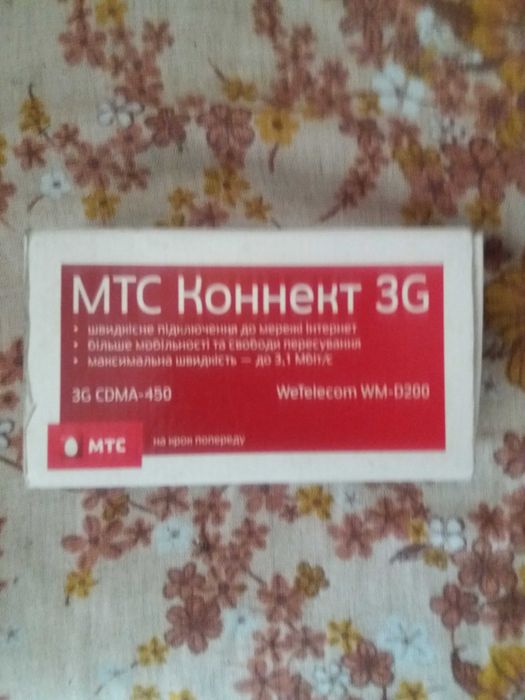 МТС Коннект 3G
• швидкісне підключення до мережі Інтернет
• більше мобільності та свободи пересування
• максимальна швидкість — до 3,1 Мбіт/с
3G CDMA-450 WeTelecom WM-D200
МТС на крок попереду